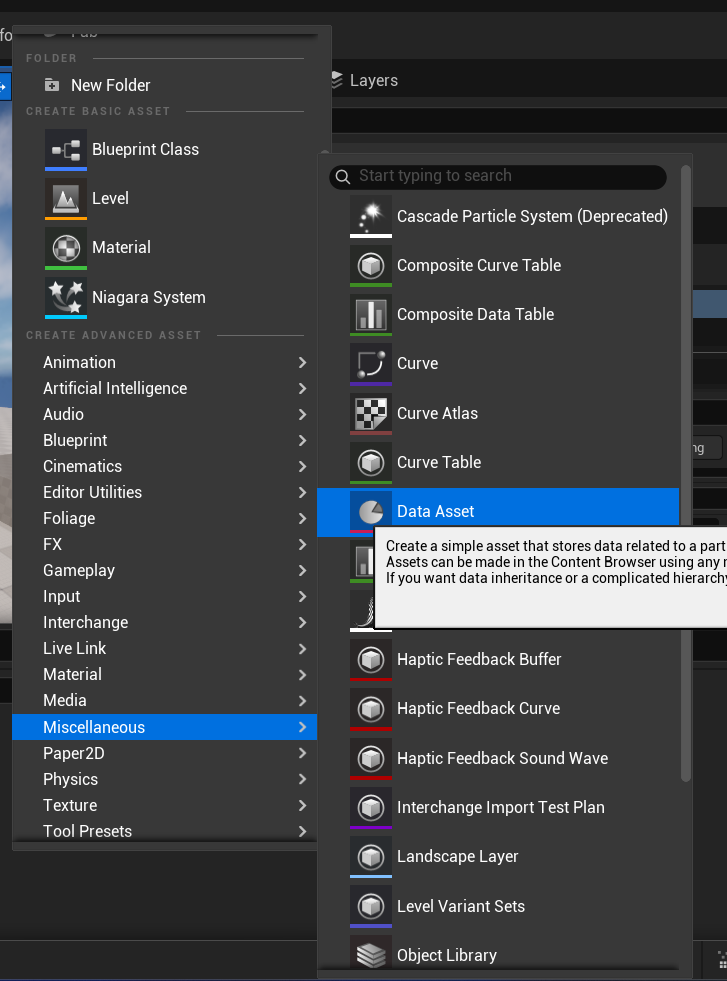 FOLDER
New Folder
CREATE BASIC ASSET
Blueprint Class
Level
Material
Niagara System
CREATE ADVANCED ASSET
Animation
Artificial Intelligence
Audio
Blueprint
Cinematics
Editor Utilities
Foliage
FX
Gameplay
Input
Interchange
Live Link
Material
Media
Miscellaneous
Paper2D
Physics
Texture
Tool Presets
Layers
Start typing to search
Cascade Particle System (Deprecated)
Composite Curve Table
Composite Data Table
Curve
Curve Atlas
Curve Table
Data Asset
Create a simple asset that stores data related to a part
Assets can be made in the Content Browser using any
If you want data inheritance or a complicated hierarchy
Haptic Feedback Buffer
Haptic Feedback Curve
Haptic Feedback Sound Wave
Interchange Import Test Plan
Landscape Layer
Level Variant Sets
Object Library
ng